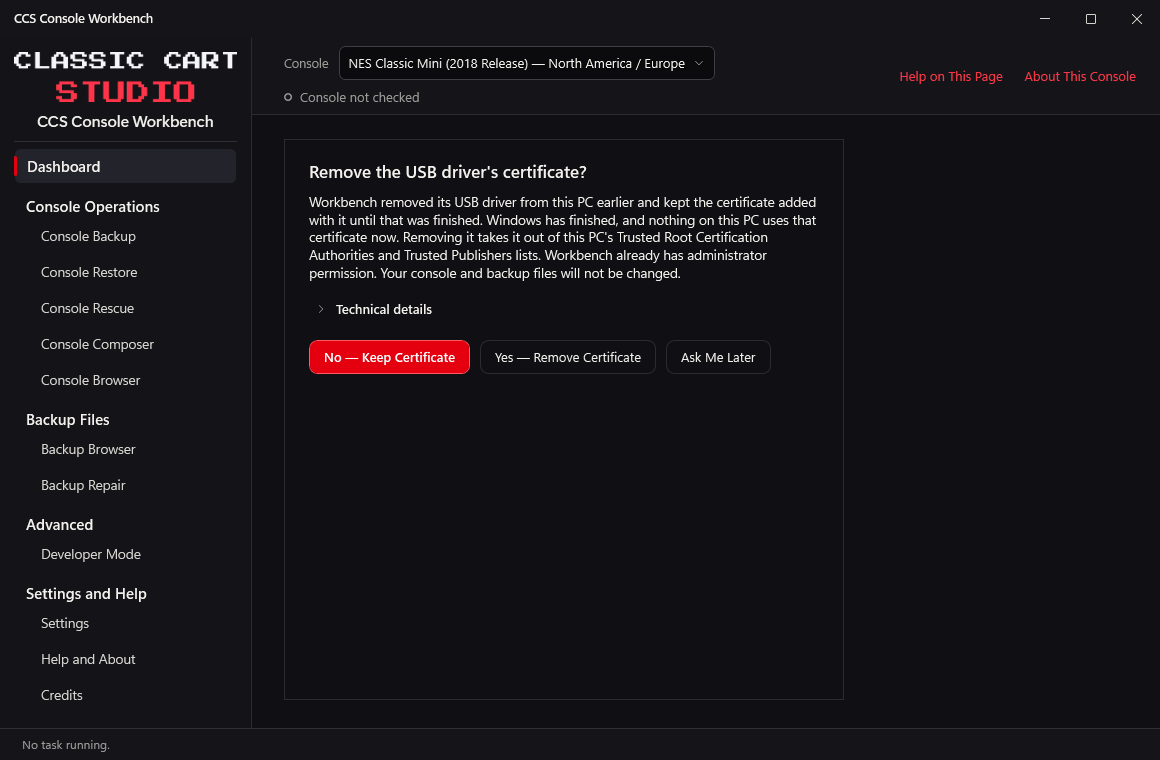 CCS Console Workbench
CLASSIC CART
STUDIO
CCS Console Workbench
Dashboard
Console Operations
Console Backup
Console Restore
Console Rescue
Console Composer
Console Browser
Backup Files
Backup Browser
Backup Repair
Advanced
Developer Mode
Settings and Help
Settings
Help and About
Credits
Console
NES Classic Mini (2018 Release) — North America / Europe
Console not checked
Help on This Page
About This Console
Remove the USB driver's certificate?
Workbench removed its USB driver from this PC earlier and kept the certificate added
with it until that was finished. Windows has finished, and nothing on this PC uses that
certificate now. Removing it takes it out of this PC's Trusted Root Certification
Authorities and Trusted Publishers lists. Workbench already has administrator
permission. Your console and backup files will not be changed.
Technical details
No — Keep Certificate
Yes — Remove Certificate
Ask Me Later
No task running.